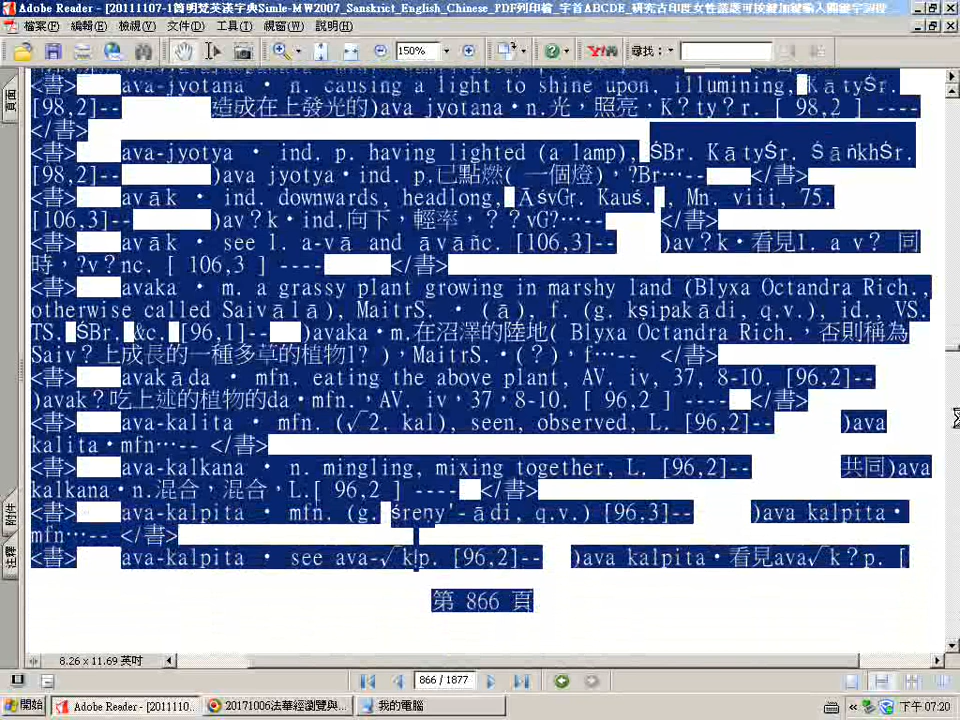 Adobe Reader - [20111107-1簡明梵英漢字典Simle-MW2007_Sanskrict_English_Chinese_PDF列印檔_字首ABCDE_研究古印度女性議題可按鍵輸入關鍵字詞搜
檔案(F) 編輯(E) 檢視(V) 文件(D) 工具(T) 視窗(W) 說明(H)
150% 尋找：
頁面
<書> ava-jyotana • n. causing a light to shine upon, illumining, KātyŚr.
[98,2]-- 造成在上發光的)ava jyotana•n.光，照亮，K？ty？r. [ 98,2 ] ----
</書>
<書> ava-jyotya • ind. p. having lighted (a lamp), ŚBr. KātyŚr. ŚāṅkhŚr.
[98,2]-- )ava jyotya•ind. p.已點燃( 一個燈)，?Br…-- </書>
<書> avāk • ind. downwards, headlong, ĀśvGr. Kauś. , Mn. viii, 75.
[106,3]-- )av？k•ind.向下，輕率，？？vG?…-- </書>
<書> avāk • see 1. a-vā and āvāñc. [106,3]-- )av？k•看見1. a v？ 同
時，?v？nc. [ 106,3 ] ---- </書>
<書> avaka • m. a grassy plant growing in marshy land (Blyxa Octandra Rich.,
otherwise called Saivālā), MaitrS. • (ā), f. (g. kṣipakādi, q.v.), id., VS.
TS. ŚBr. &c. [96,1]-- )avaka•m.在沼澤的陸地( Blyxa Octandra Rich.，否則稱為
Saiv？上成長的一種多草的植物l？ )，MaitrS.•(？)，f…-- </書>
<書> avakāda • mfn. eating the above plant, AV. iv, 37, 8-10. [96,2]--
)avak？吃上述的植物的da•mfn.，AV. iv，37，8-10. [ 96,2 ] ---- </書>
<書> ava-kalita • mfn. (√2. kal), seen, observed, L. [96,2]-- )ava
kalita•mfn…-- </書>
<書> ava-kalkana • n. mingling, mixing together, L. [96,2]-- 共同)ava
kalkana•n.混合，混合，L.[ 96,2 ] ---- </書>
<書> ava-kalpita • mfn. (g. śreny'-ādi, q.v.) [96,3]-- )ava kalpita•
mfn…-- </書>
<書> ava-kalpita • see ava-√kḷp. [96,2]-- )ava kalpita•看見ava√k？p. [
第 866 頁
附件
注釋
8.26 x 11.69 英吋
866 / 1877
開始 Adobe Reader - [2011110... 20171006法華經瀏覽與... 我的電腦 下午 07:20